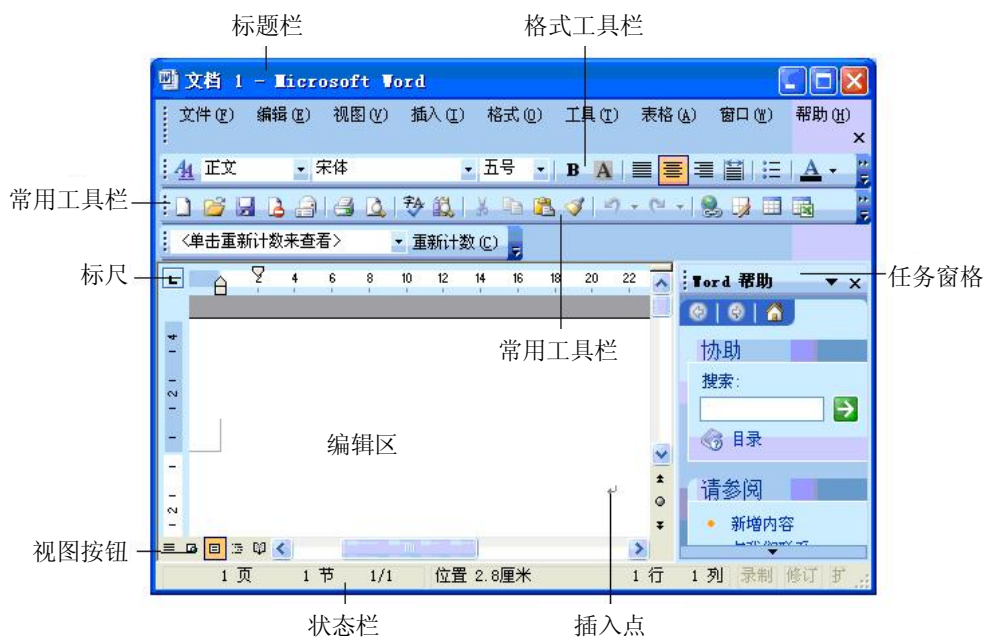 标题栏 格式工具栏
文档 1 - Microsoft Word
文件(F) 编辑(E) 视图(V) 插入(I) 格式(O) 工具(T) 表格(A) 窗口(W) 帮助(H)
正文 宋体 五号 B A A
常用工具栏
<单击重新计数来查看> 重新计数(C)
标尺 2 4 6 8 10 12 14 16 18 20 22 Word 帮助 任务窗格
常用工具栏 协助
4
搜索:
2
编辑区 目录
请参阅
2 新增内容
视图按钮
1 页 1 节 1/1 位置 2.8厘米 1 行 1 列 录制 修订 扩
状态栏 插入点